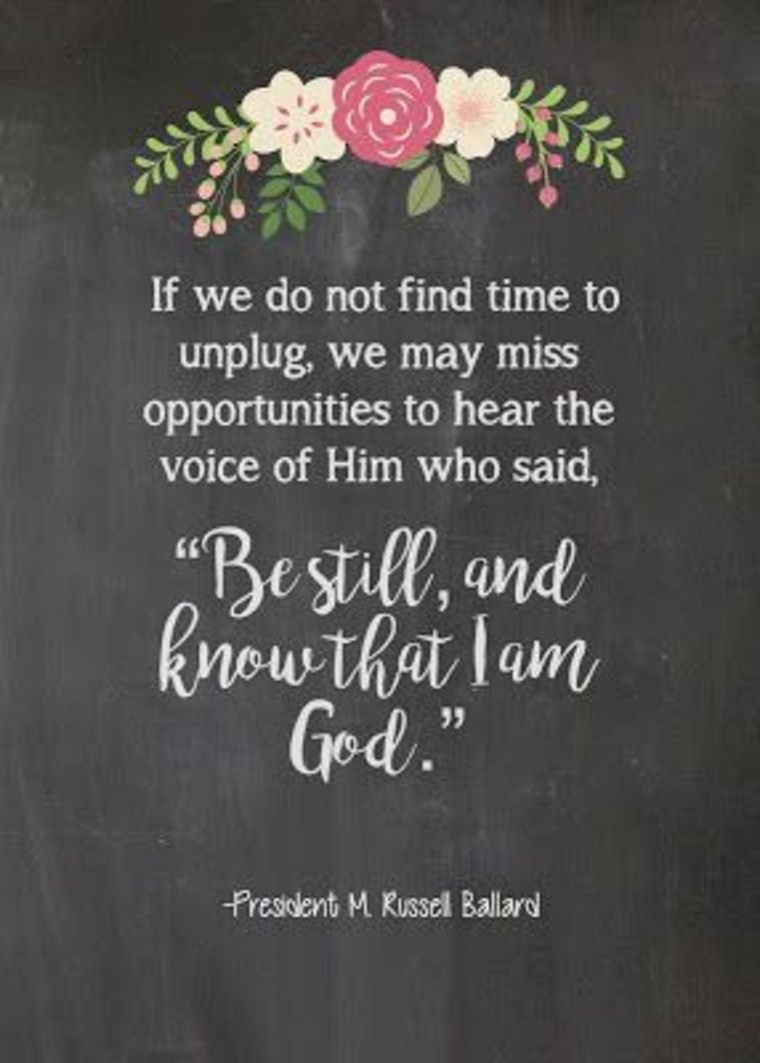 If we do not find time to
unplug, we may miss
opportunities to hear the
voice of Him who said,
“Be still, and
know that I am
God.”
-President M. Russell Ballard